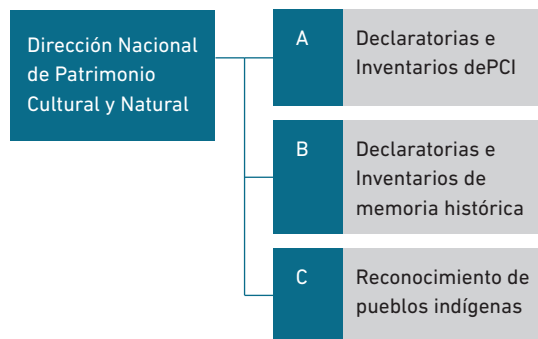 Dirección Nacional
de Patrimonio
Cultural y Natural
A
Declaratorias e
Inventarios dePCI
B
Declaratorias e
Inventarios de
memoria histórica
C
Reconocimiento de
pueblos indígenas